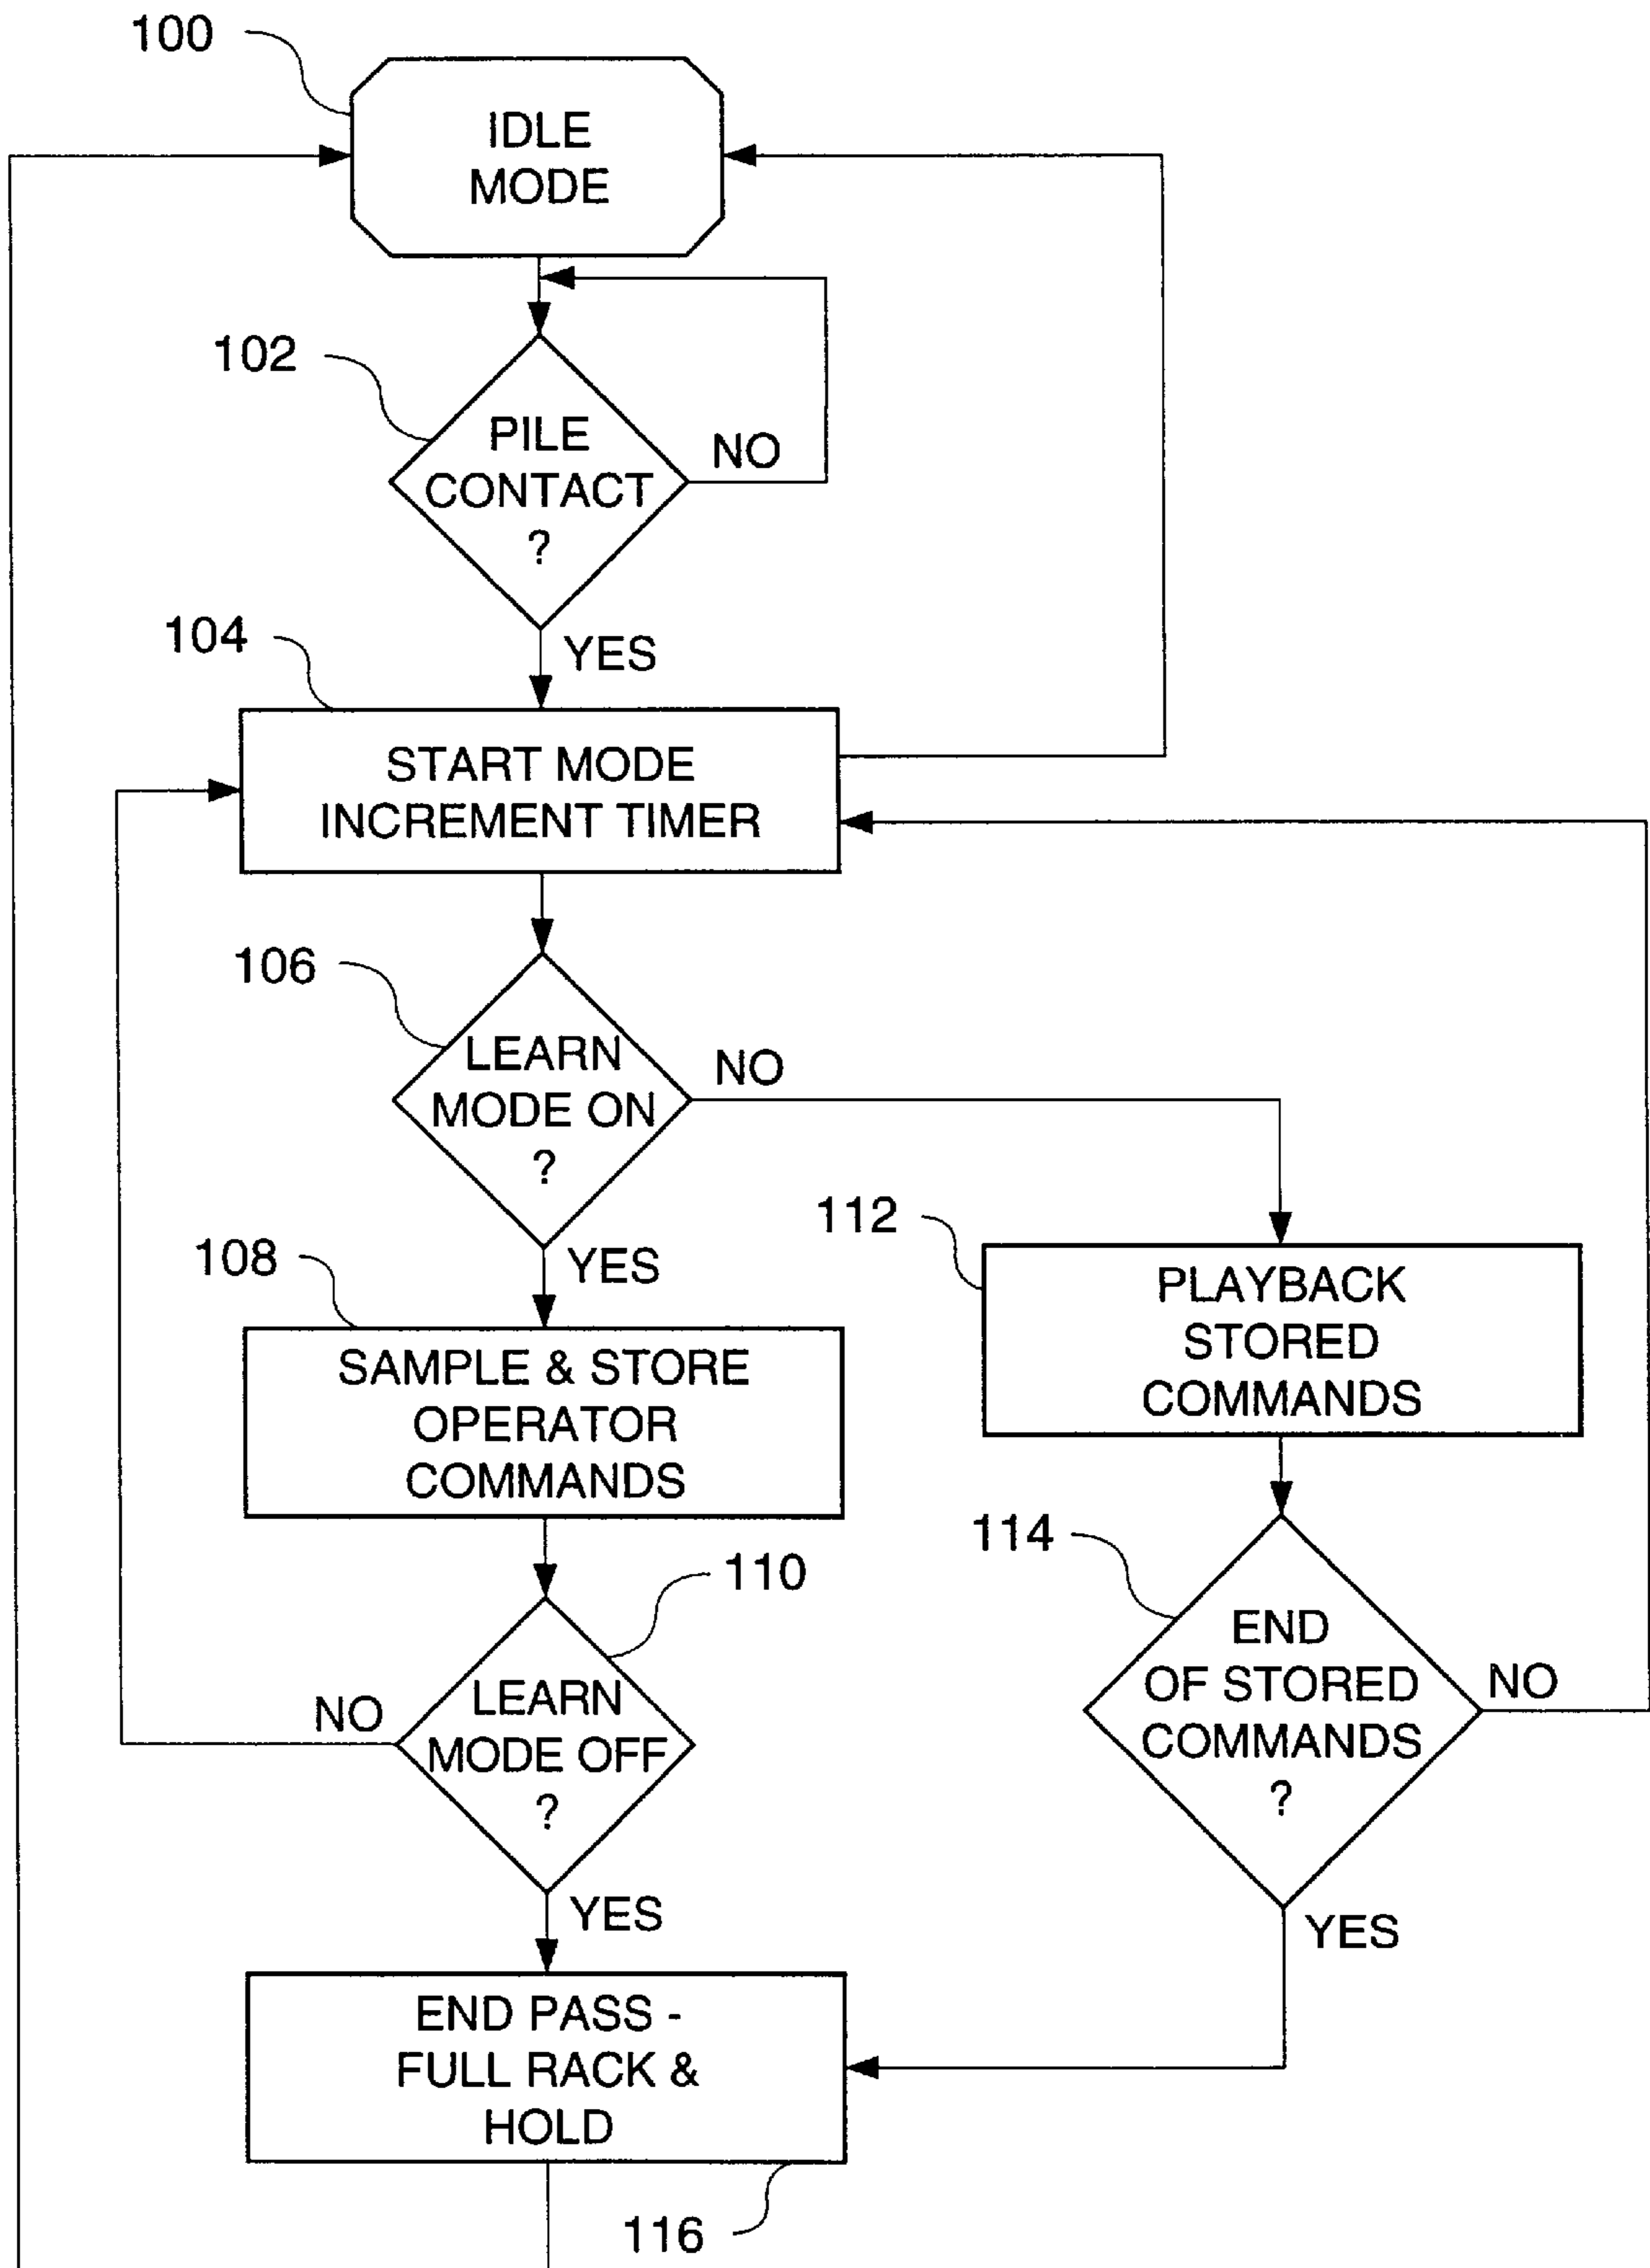 100
IDLE
MODE
102
PILE
CONTACT
?
NO
YES
104
START MODE
INCREMENT TIMER
106
LEARN
MODE ON
?
NO
YES
108
SAMPLE & STORE
OPERATOR
COMMANDS
112
PLAYBACK
STORED
COMMANDS
110
LEARN
MODE OFF
?
NO
YES
114
END
OF STORED
COMMANDS
?
NO
YES
END PASS -
FULL RACK &
HOLD
116